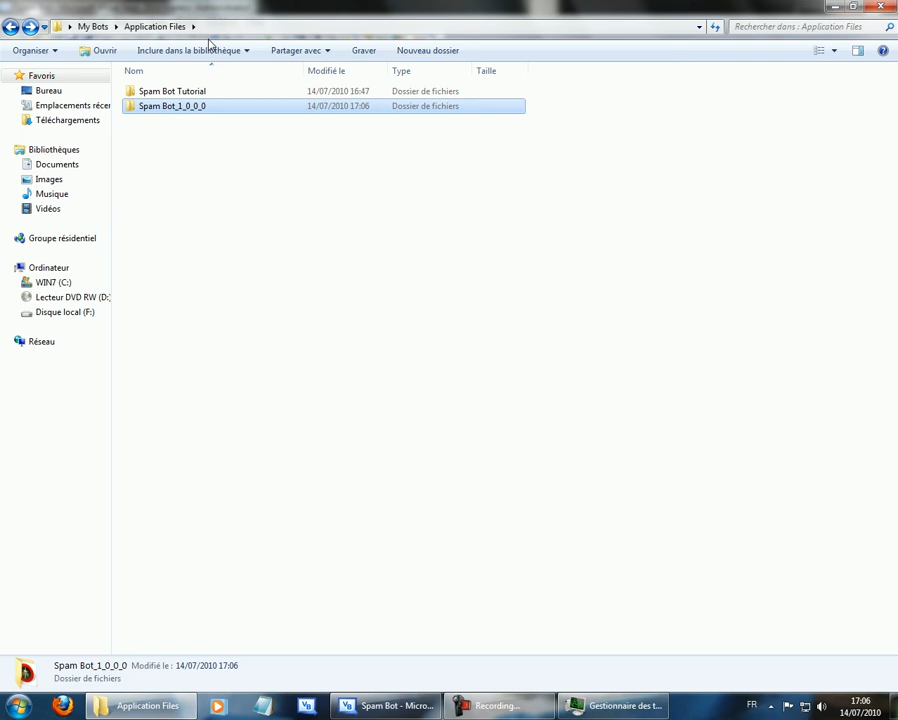 My Bots Application Files
Rechercher dans : Application Files
Organiser Ouvrir Inclure dans la bibliothèque Partager avec Graver Nouveau dossier
Nom Modifié le Type Taille
Spam Bot Tutorial 14/07/2010 16:47 Dossier de fichiers
Spam Bot_1_0_0_0 14/07/2010 17:06 Dossier de fichiers
Favoris
Bureau
Emplacements récen
Téléchargements
Bibliothèques
Documents
Images
Musique
Vidéos
Groupe résidentiel
Ordinateur
WIN7 (C:)
Lecteur DVD RW (D:)
Disque local (F:)
Réseau
Spam Bot_1_0_0_0 Modifié le : 14/07/2010 17:06
Dossier de fichiers
Application Files
Spam Bot - Micro...
Recording...
Gestionnaire des t...
FR
17:06
14/07/2010